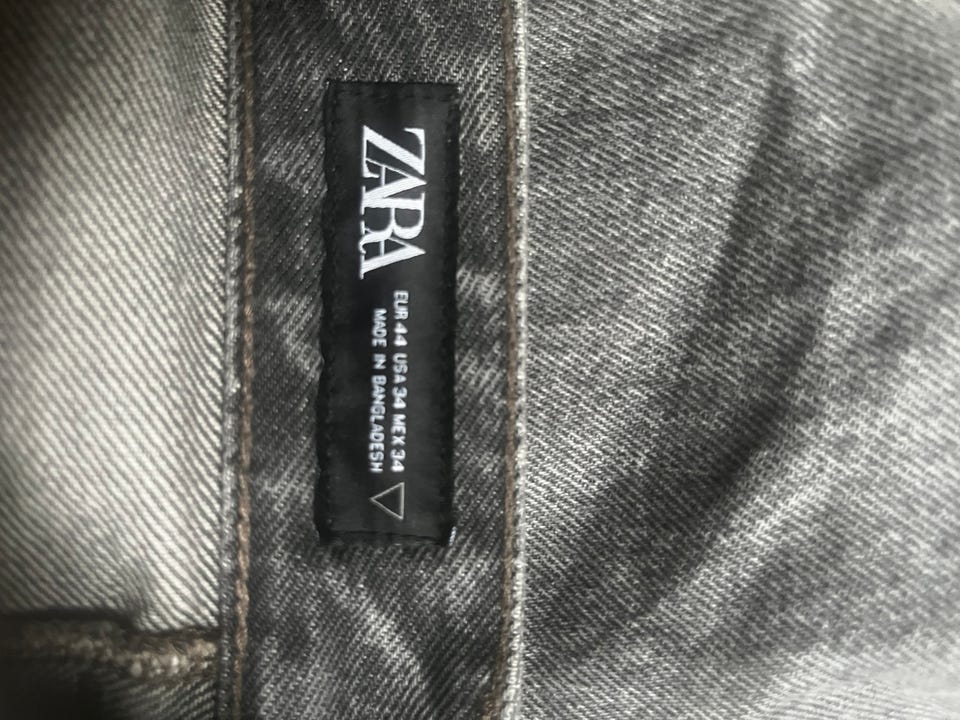 ZARA
EUR 44 USA 34 MEX 34
MADE IN BANGLADESH